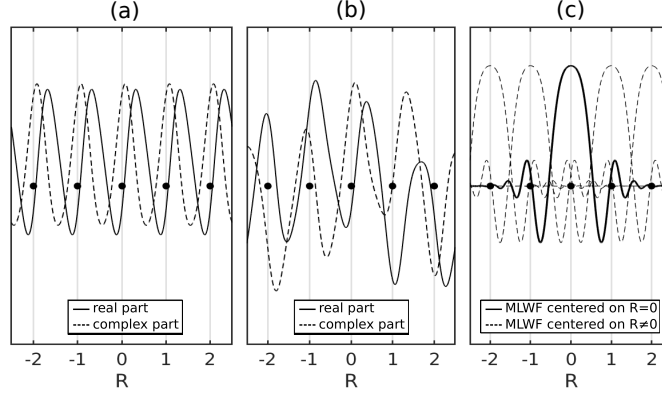 (a) (b) (c)
real part
complex part
real part
complex part
MLWF centered on R=0
MLWF centered on R≠0
-2 -1 0 1 2 -2 -1 0 1 2 -2 -1 0 1 2
R R R